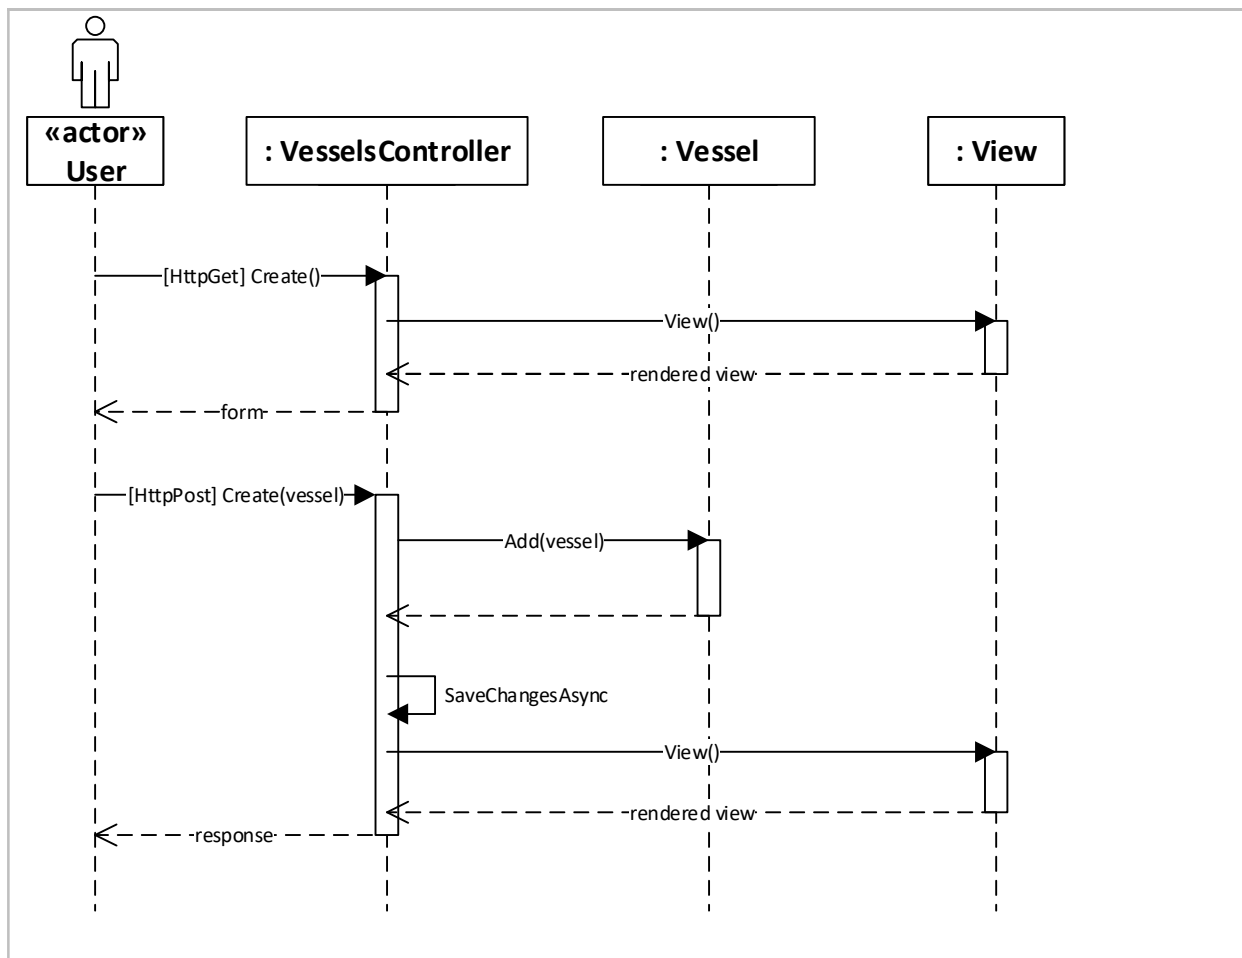 «actor»
User
: VesselsController
: Vessel
: View
[HttpGet] Create()
View()
rendered view
form
[HttpPost] Create(vessel)
Add(vessel)
SaveChangesAsync
View()
rendered view
response